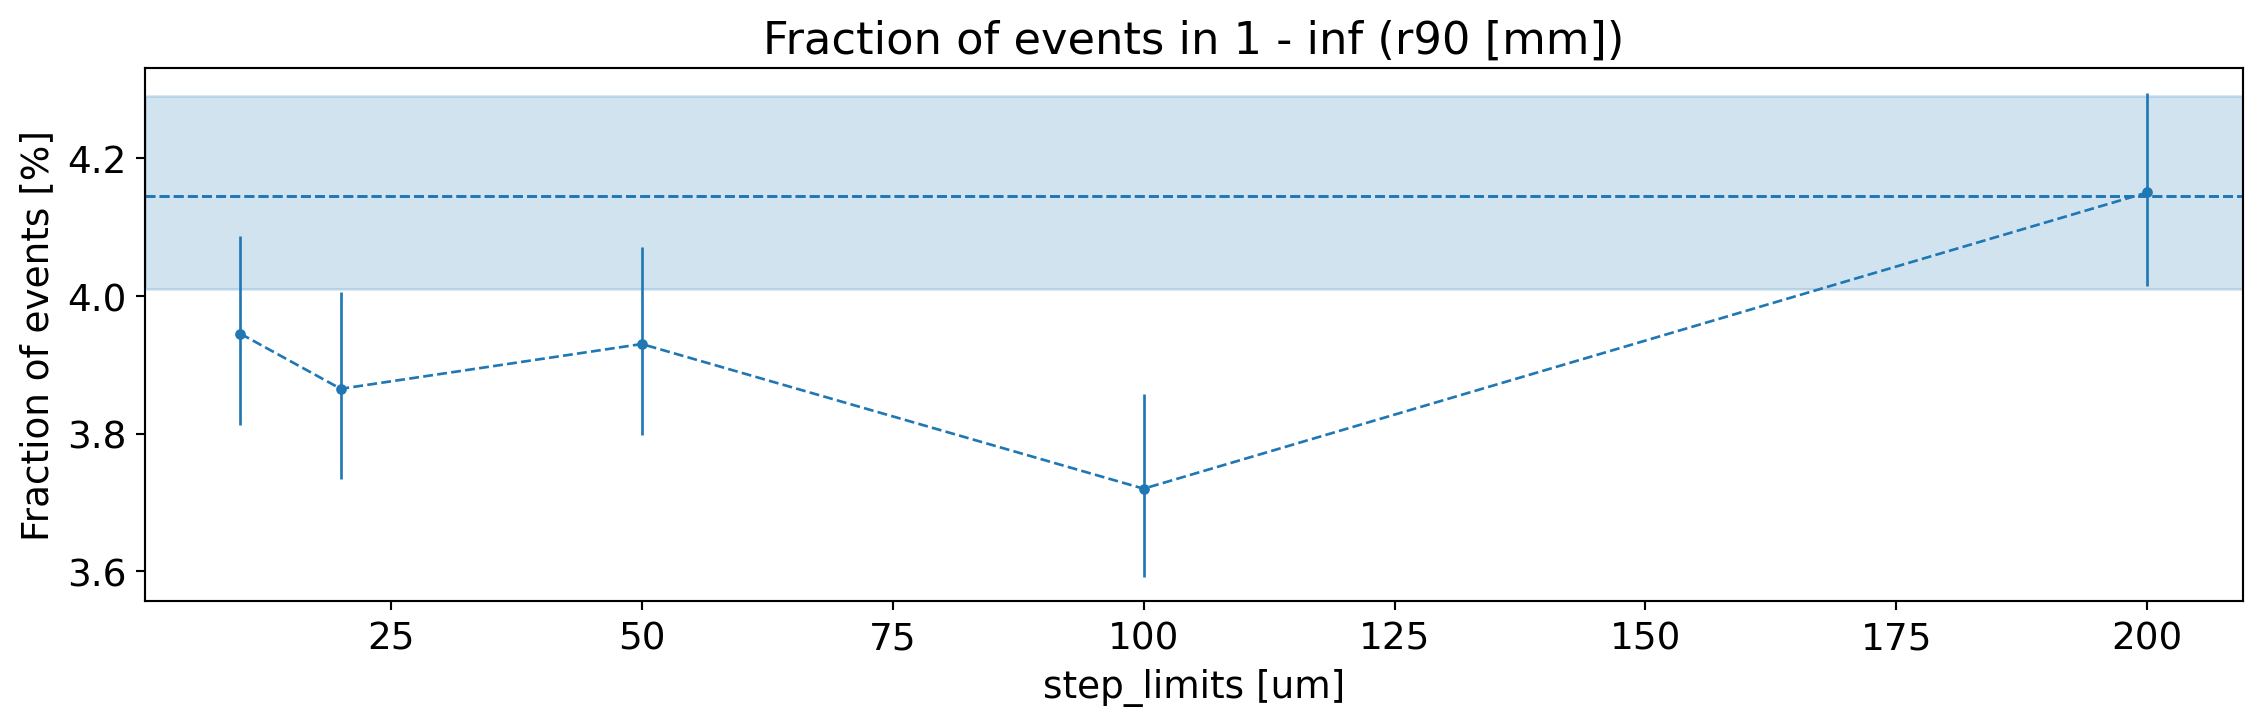 Fraction of events in 1 - inf (r90 [mm])
Fraction of events [%]
4.2
4.0
3.8
3.6
25 50 75 100 125 150 175 200
step_limits [um]